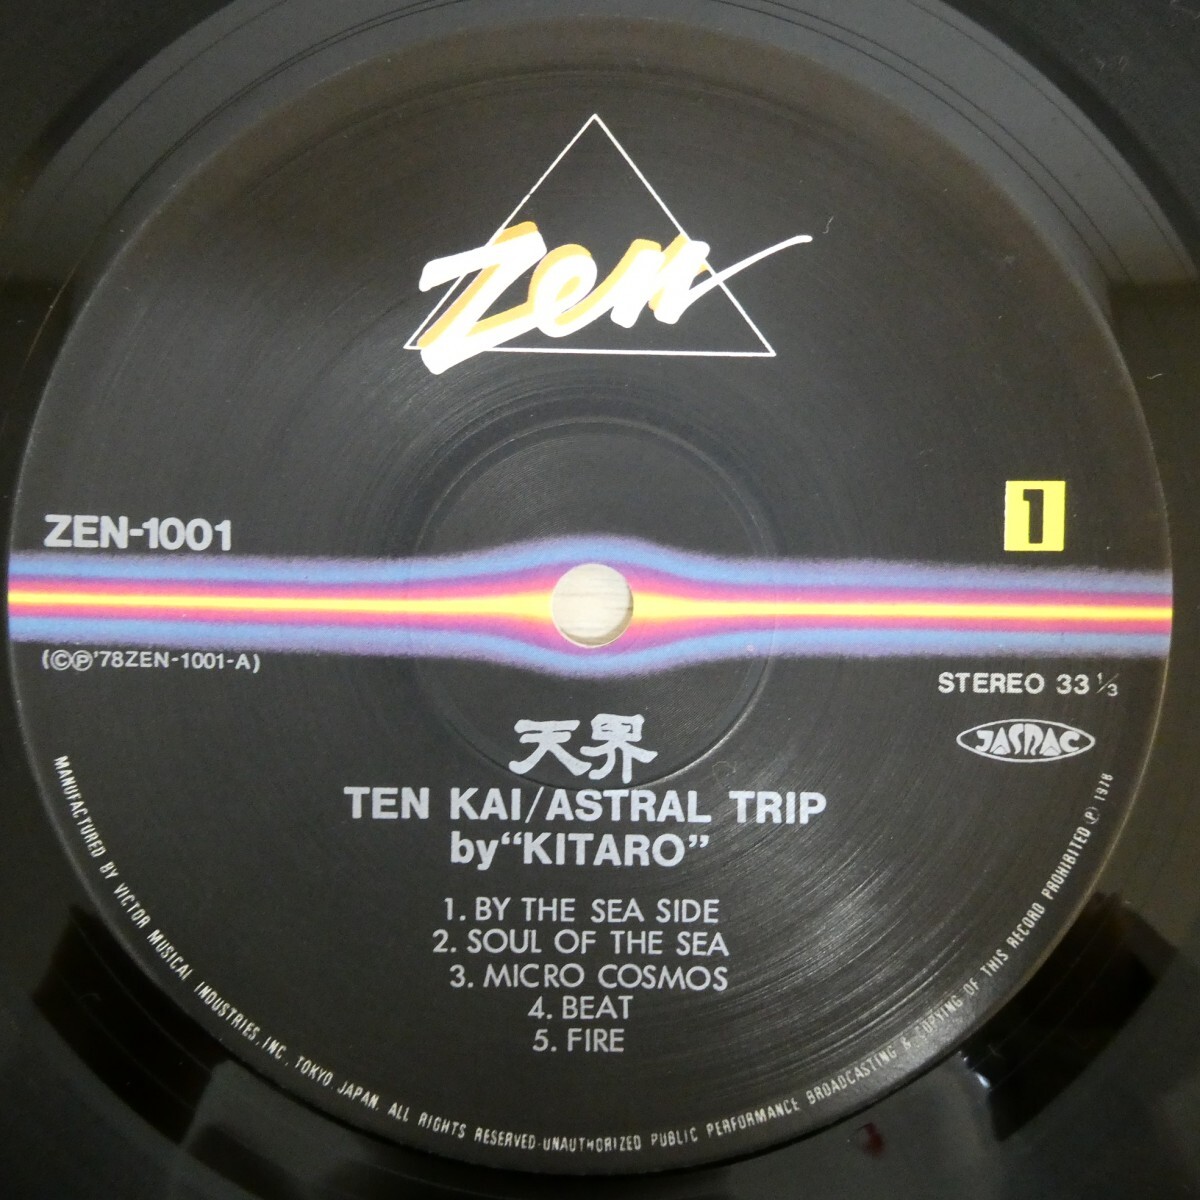 Zen
ZEN-1001
1
(©℗'78ZEN-1001-A)
STEREO 33 ⅓
JASRAC
天界
TEN KAI/ASTRAL TRIP
by "KITARO"
1. BY THE SEA SIDE
2. SOUL OF THE SEA
3. MICRO COSMOS
4. BEAT
5. FIRE
MANUFACTURED BY VICTOR MUSICAL INDUSTRIES, INC. TOKYO JAPAN. ALL RIGHTS RESERVED-UNAUTHORIZED PUBLIC PERFORMANCE BROADCASTING & COPYING OF THIS RECORD PROHIBITED ℗ 1978